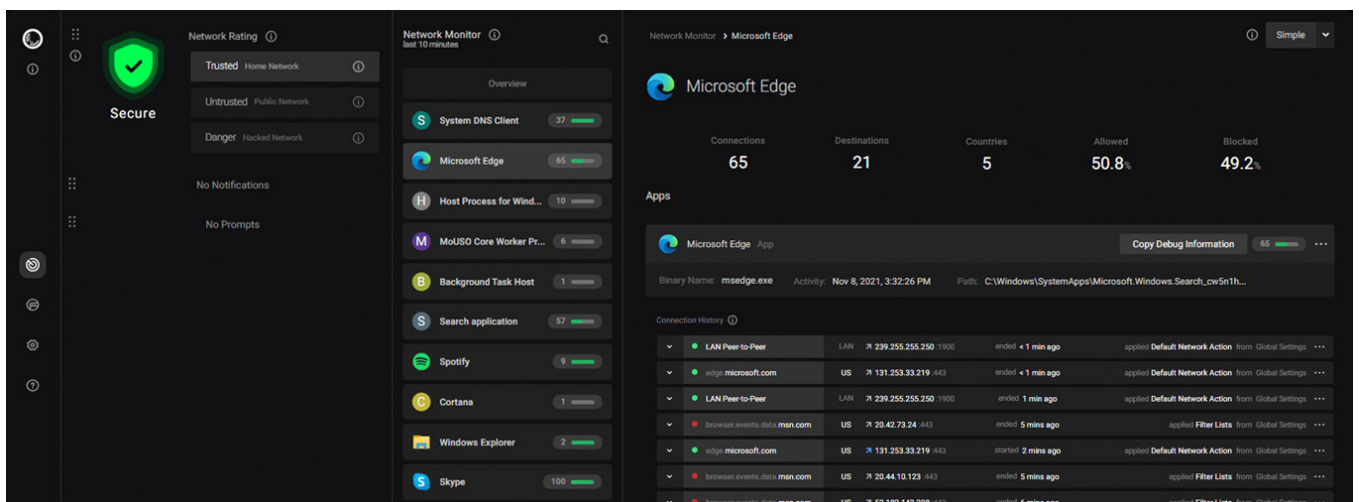 Secure
Network Rating
Trusted Home Network
Untrusted Public Network
Danger Hacked Network
No Notifications
No Prompts
Network Monitor
last 10 minutes
Overview
S System DNS Client 37
Microsoft Edge 65
H Host Process for Wind... 10
M MoUSO Core Worker Pr... 6
B Background Task Host 1
S Search application 57
Spotify 9
C Cortana 1
Windows Explorer 2
Skype 100
Network Monitor > Microsoft Edge
Simple
Microsoft Edge
Connections Destinations Countries Allowed Blocked
65 21 5 50.8% 49.2%
Apps
Microsoft Edge App Copy Debug Information 65
Binary Name: msedge.exe Activity: Nov 8, 2021, 3:32:26 PM Path: C:\Windows\SystemApps\Microsoft.Windows.Search_cw5n1h...
Connection History
LAN Peer-to-Peer LAN 239.255.255.250 :1900 ended < 1 min ago applied Default Network Action from Global Settings
edge.microsoft.com US 131.253.33.219 :443 ended < 1 min ago applied Default Network Action from Global Settings
LAN Peer-to-Peer LAN 239.255.255.250 :1900 ended 1 min ago applied Default Network Action from Global Settings
browser.events.data.msn.com US 20.42.73.24 :443 ended 5 mins ago applied Filter Lists from Global Settings
edge.microsoft.com US 131.253.33.219 :443 started 2 mins ago applied Default Network Action from Global Settings
browser.events.data.msn.com US 20.44.10.123 :443 ended 5 mins ago applied Filter Lists from Global Settings